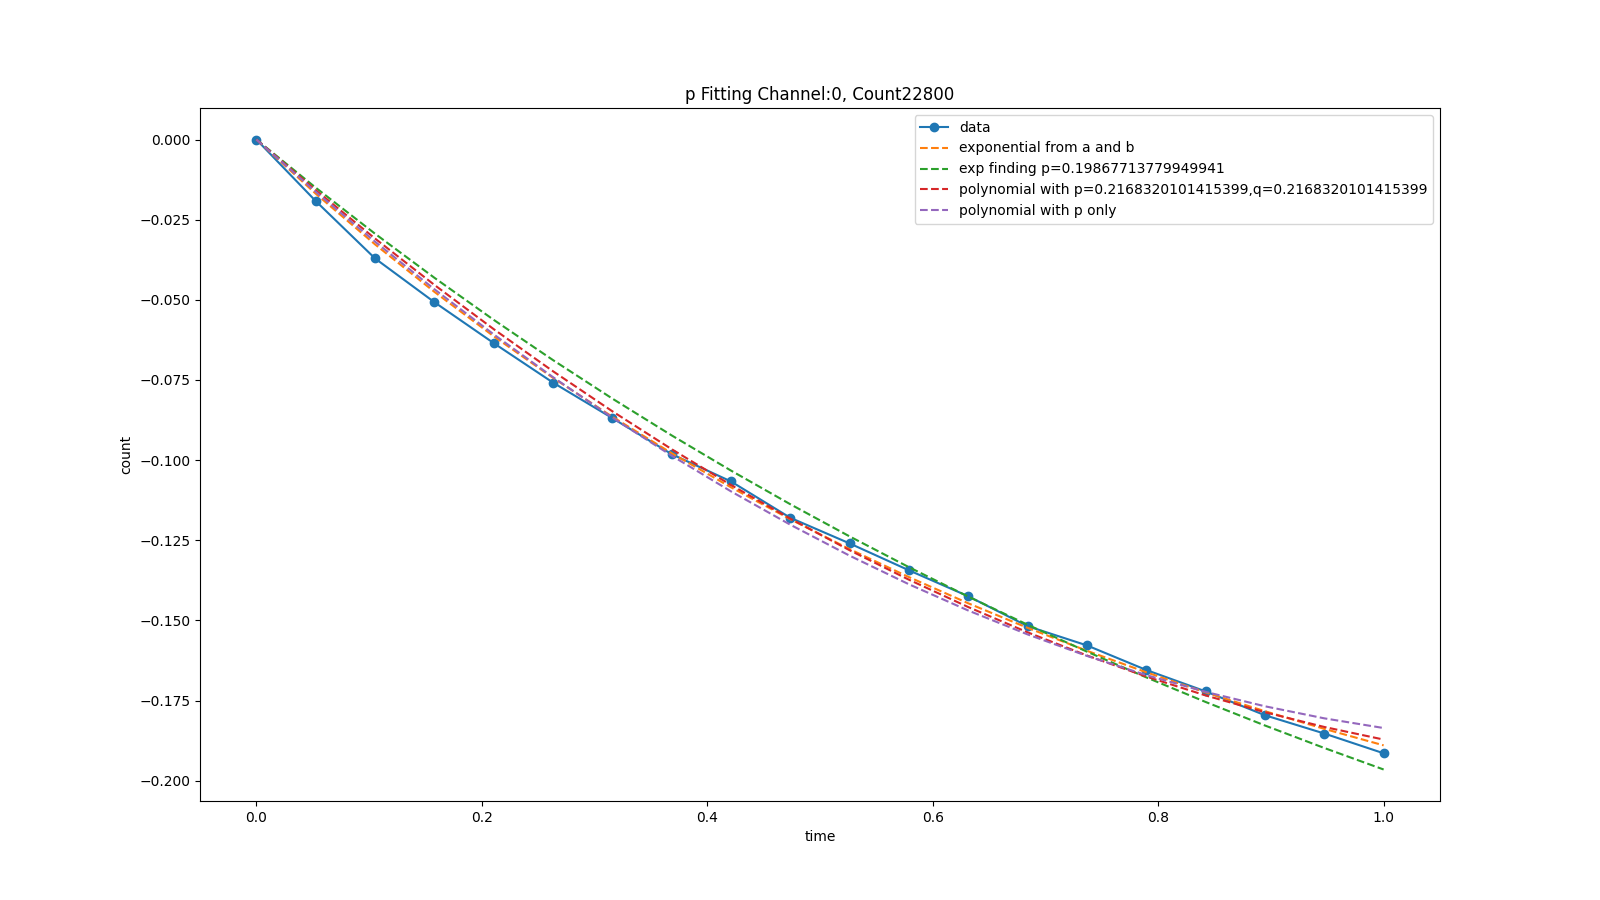 p Fitting Channel:0, Count22800
data
exponential from a and b
exp finding p=0.19867713779949941
polynomial with p=0.2168320101415399,q=0.2168320101415399
polynomial with p only
0.000
−0.025
−0.050
−0.075
−0.100
−0.125
−0.150
−0.175
−0.200
count
0.0 0.2 0.4 0.6 0.8 1.0
time